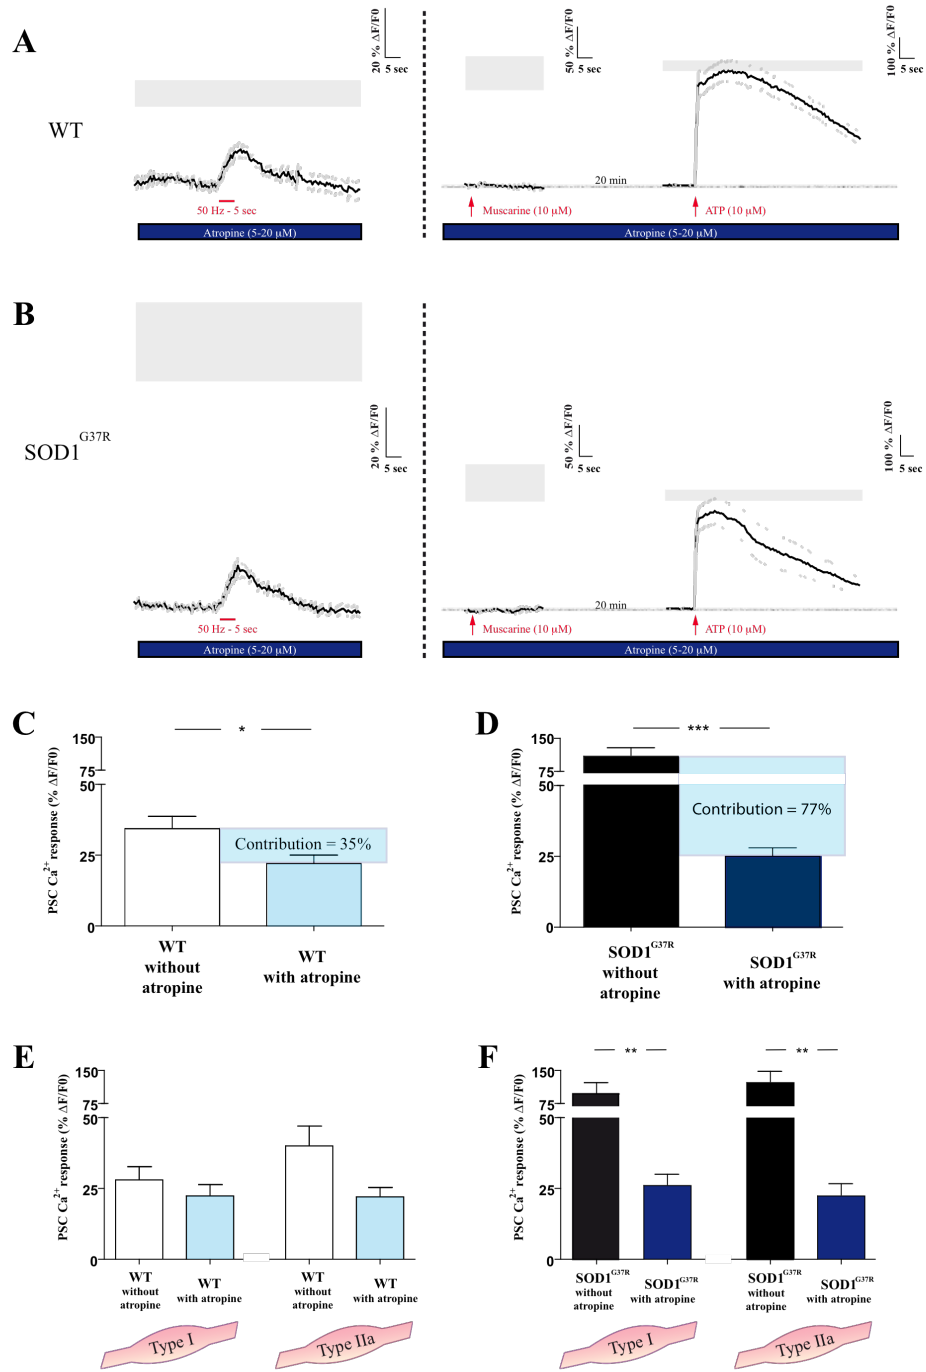 A
WT
20 % ΔF/F0
5 sec
50 % ΔF/F0
5 sec
100 % ΔF/F0
5 sec
50 Hz - 5 sec
20 min
Muscarine (10 µM)
ATP (10 µM)
Atropine (5-20 µM)
Atropine (5-20 µM)
B
SOD1G37R
20 % ΔF/F0
5 sec
50 % ΔF/F0
5 sec
100 % ΔF/F0
5 sec
50 Hz - 5 sec
20 min
Muscarine (10 µM)
ATP (10 µM)
Atropine (5-20 µM)
Atropine (5-20 µM)
C
PSC Ca2+ response (% ΔF/F0)
150
75
50
25
0
*
Contribution = 35%
WT
without
atropine
WT
with atropine
D
PSC Ca2+ response (% ΔF/F0)
150
75
50
25
0
***
Contribution = 77%
SOD1G37R
without
atropine
SOD1G37R
with atropine
E
PSC Ca2+ response (% ΔF/F0)
150
75
50
25
0
WT
without
atropine
WT
with atropine
WT
without
atropine
WT
with atropine
Type I
Type IIa
F
PSC Ca2+ response (% ΔF/F0)
150
75
50
25
0
**
**
SOD1G37R
without
atropine
SOD1G37R
with atropine
SOD1G37R
without
atropine
SOD1G37R
with atropine
Type I
Type IIa